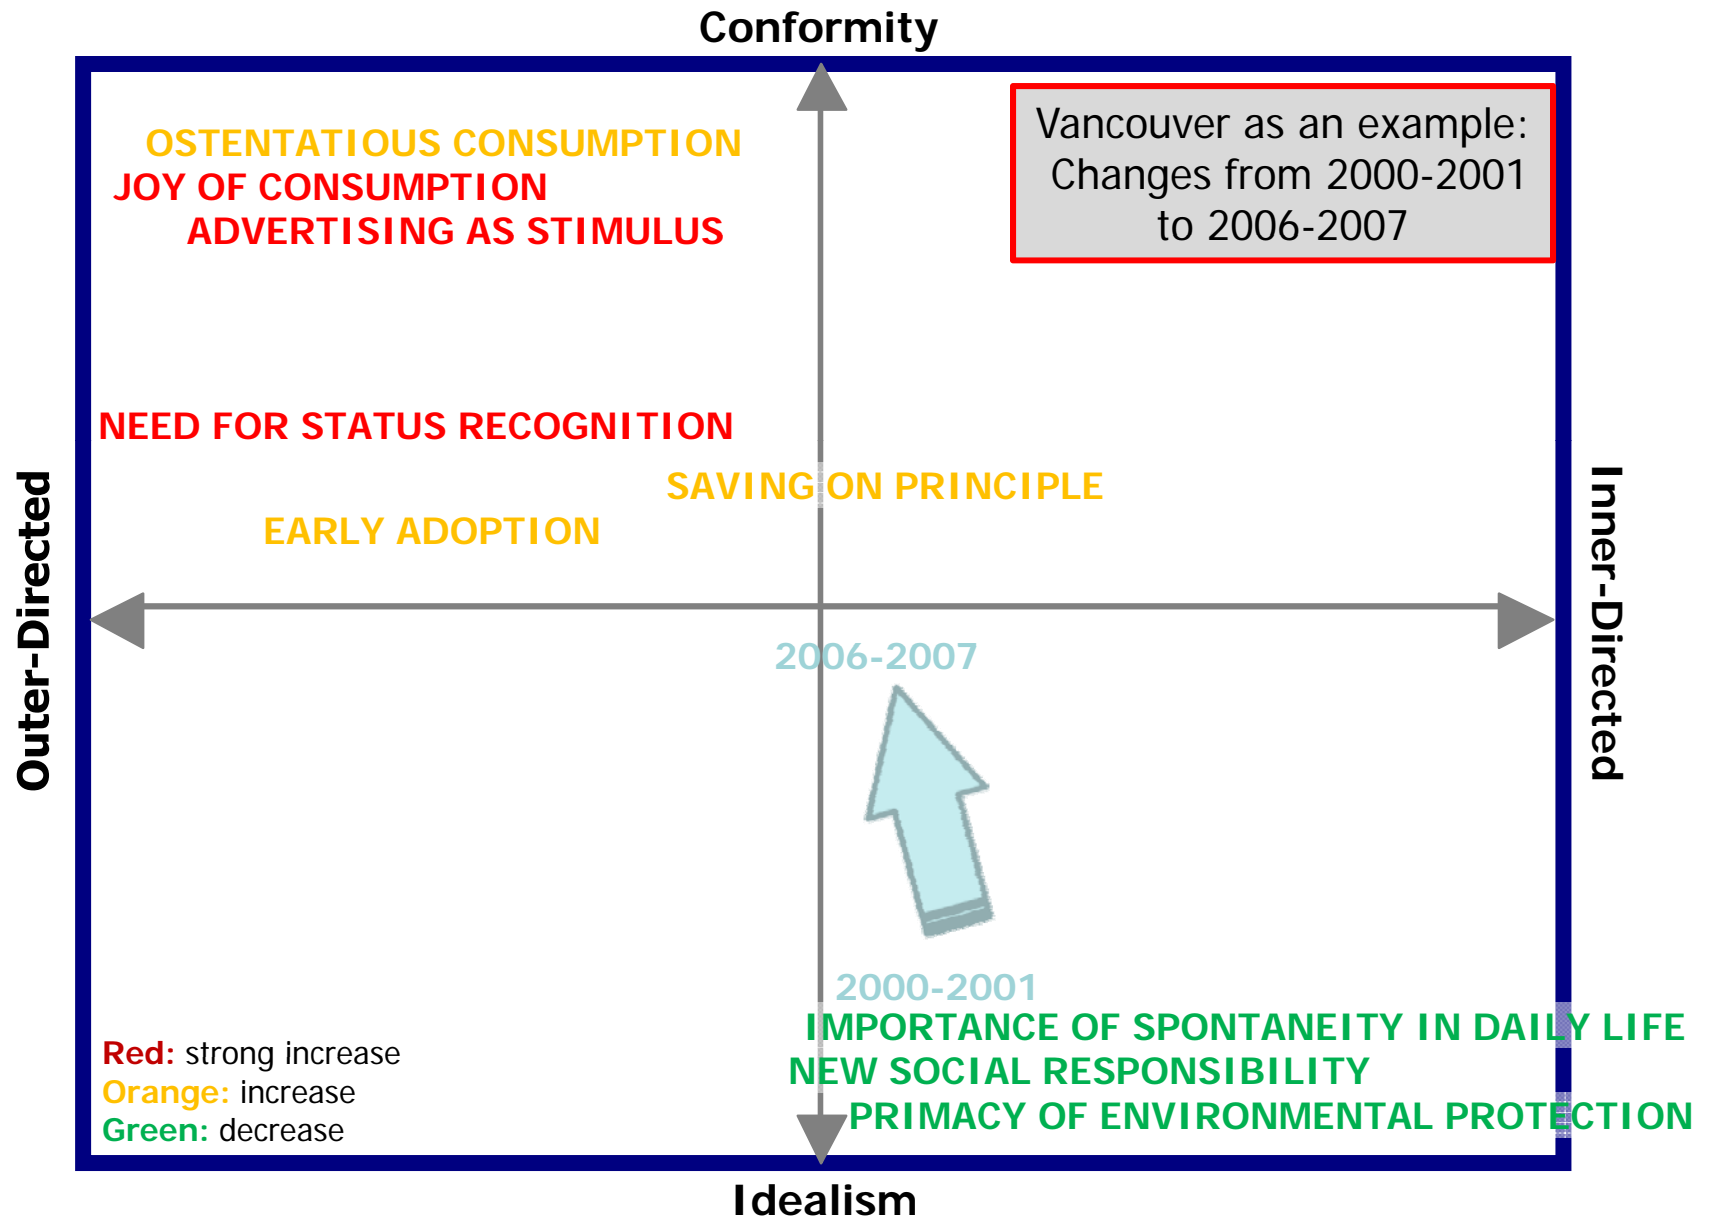 Conformity
OSTENTATIOUS CONSUMPTION
JOY OF CONSUMPTION
ADVERTISING AS STIMULUS
Vancouver as an example:
Changes from 2000-2001
to 2006-2007
NEED FOR STATUS RECOGNITION
SAVING ON PRINCIPLE
EARLY ADOPTION
Outer-Directed
Inner-Directed
2006-2007
2000-2001
IMPORTANCE OF SPONTANEITY IN DAILY LIFE
NEW SOCIAL RESPONSIBILITY
PRIMACY OF ENVIRONMENTAL PROTECTION
Red: strong increase
Orange: increase
Green: decrease
Idealism